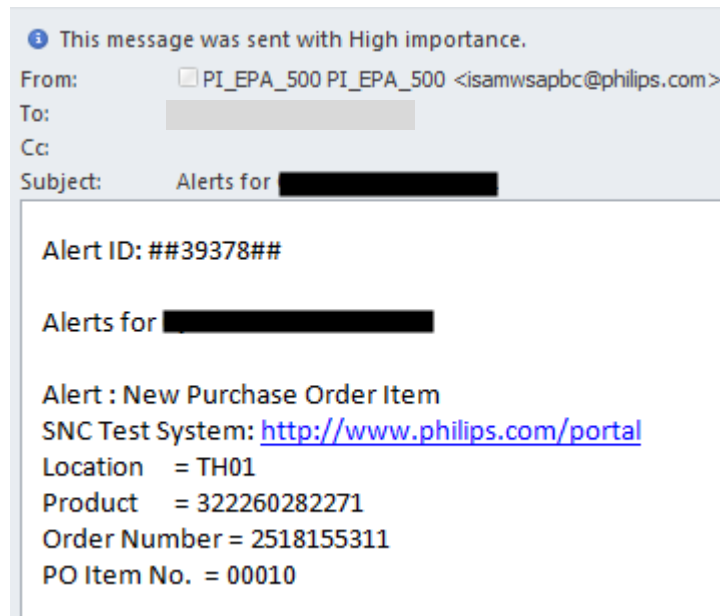 This message was sent with High importance.
From: PI_EPA_500 PI_EPA_500 <isamwsapbc@philips.com>
To:
Cc:
Subject: Alerts for
Alert ID: ##39378##
Alerts for
Alert : New Purchase Order Item
SNC Test System: http://www.philips.com/portal
Location = TH01
Product = 322260282271
Order Number = 2518155311
PO Item No. = 00010